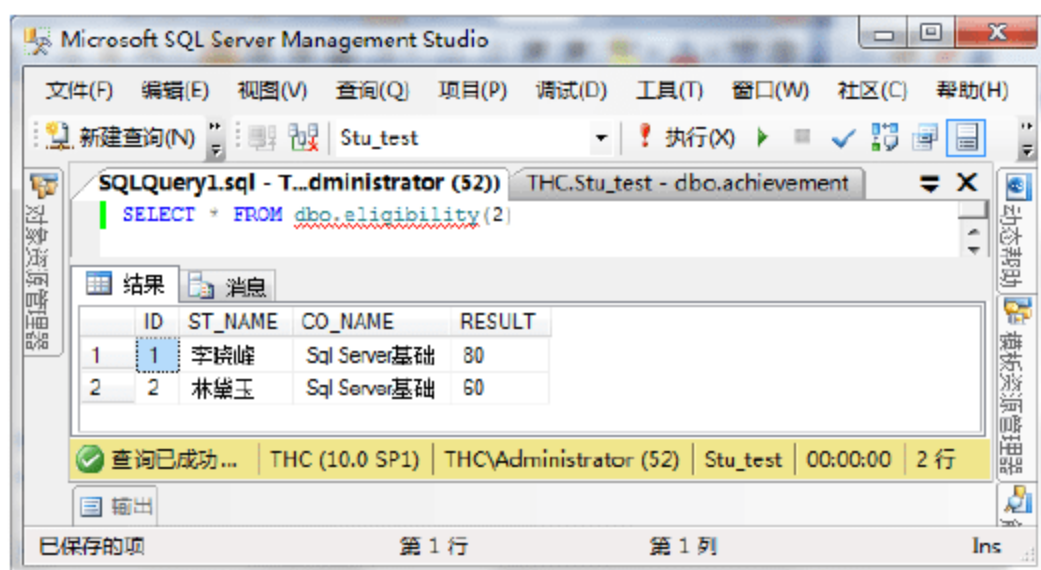 Microsoft SQL Server Management Studio
文件(F) 编辑(E) 视图(V) 查询(Q) 项目(P) 调试(D) 工具(T) 窗口(W) 社区(C) 帮助(H)
新建查询(N) Stu_test 执行(X)
SQLQuery1.sql - T...dministrator (52)) THC.Stu_test - dbo.achievement
对象资源管理器
SELECT * FROM dbo.eligibility(2)
结果 消息
ID ST_NAME CO_NAME RESULT
1 1 李晓峰 Sql Server基础 80
2 2 林黛玉 Sql Server基础 60
查询已成功... THC (10.0 SP1) THC\Administrator (52) Stu_test 00:00:00 2 行
动态帮助
模板资源管理器
输出
已保存的项 第 1 行 第 1 列 Ins